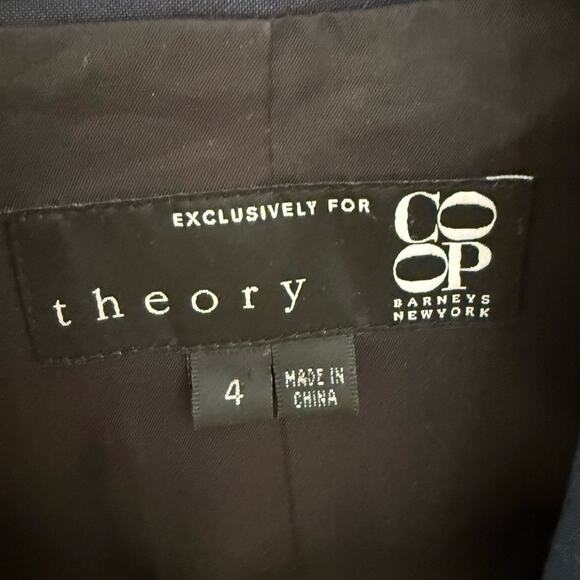 EXCLUSIVELY FOR
CO
OP
BARNEYS
NEWYORK
theory
4
MADE IN
CHINA